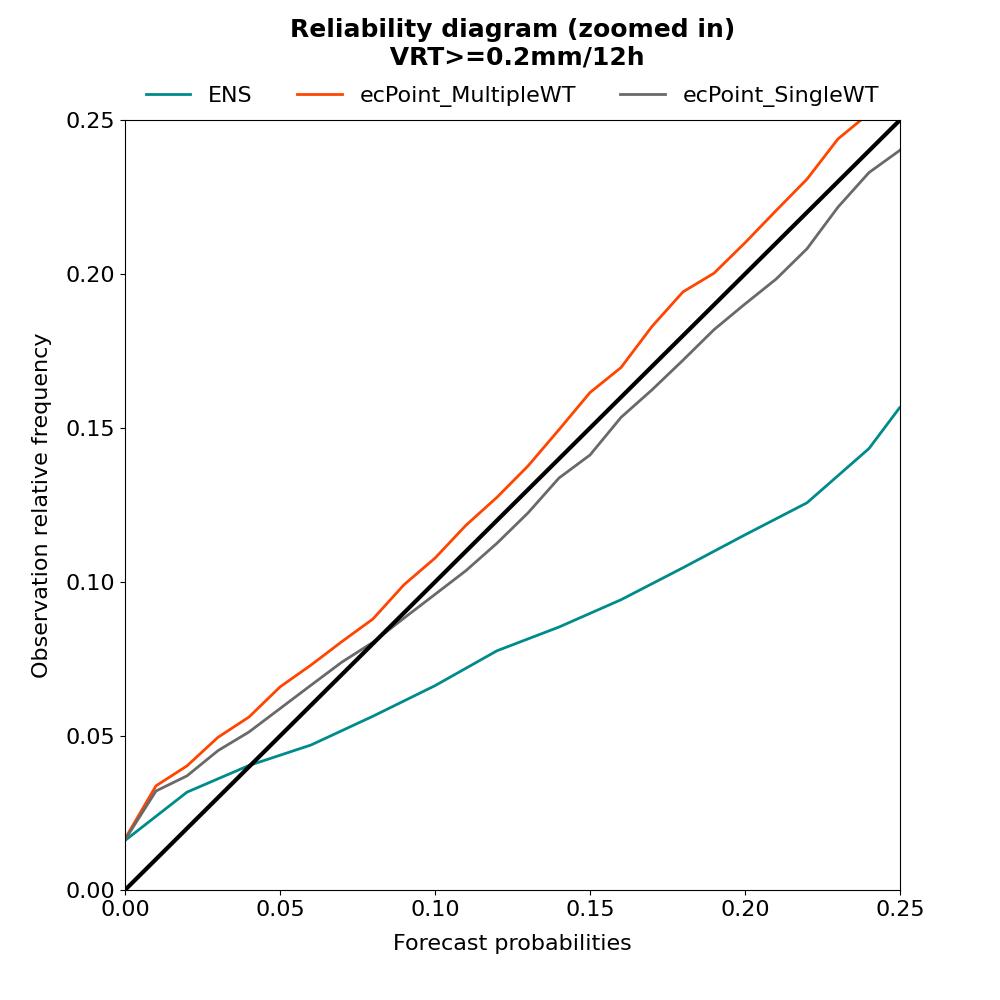 Reliability diagram (zoomed in)
VRT>=0.2mm/12h
ENS ecPoint_MultipleWT ecPoint_SingleWT
0.25
0.20
0.15
0.10
0.05
0.00
Observation relative frequency
0.00 0.05 0.10 0.15 0.20 0.25
Forecast probabilities